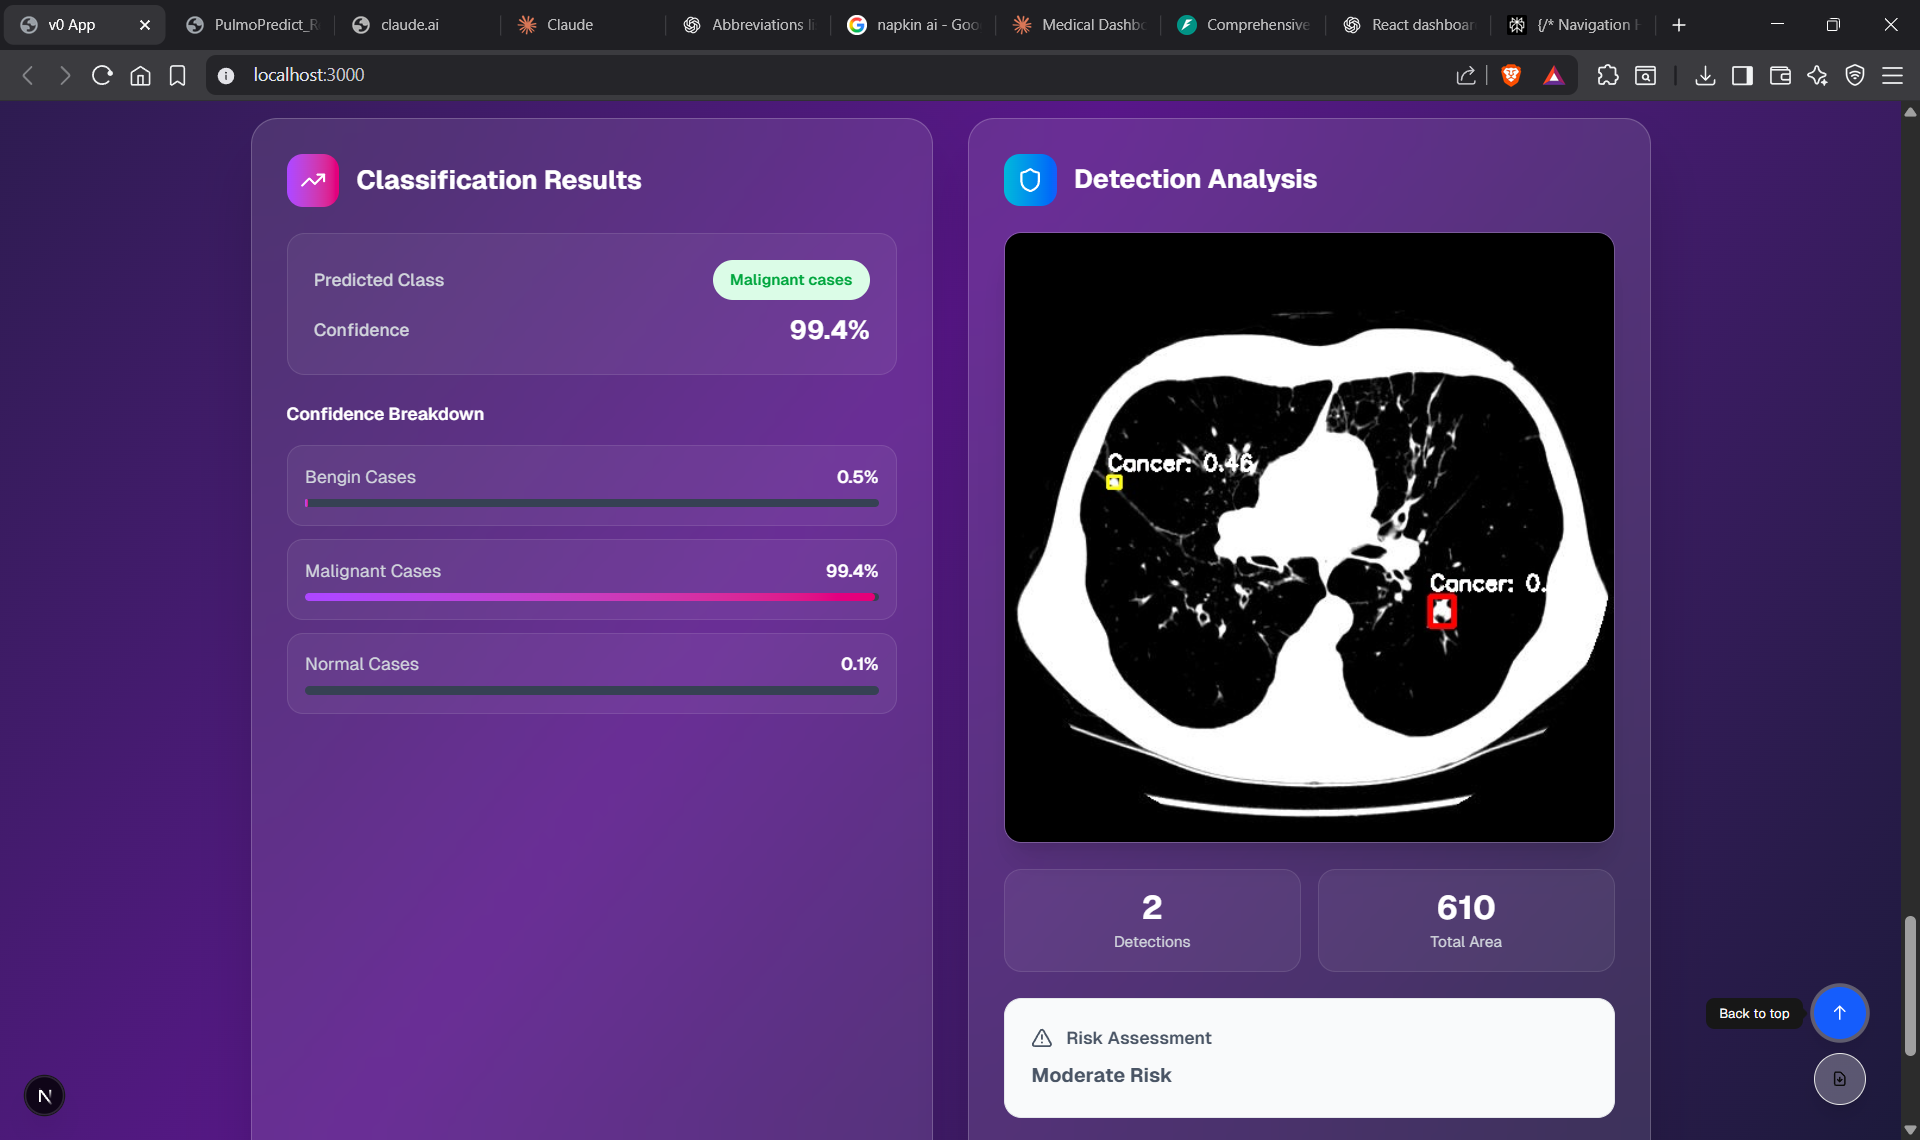 v0 App
PulmoPredict_R
claude.ai
Claude
Abbreviations li
napkin ai - Goo
Medical Dashbo
Comprehensive
React dashboar
{/* Navigation H
localhost:3000
Classification Results
Predicted Class
Malignant cases
Confidence
99.4%
Confidence Breakdown
Bengin Cases
0.5%
Malignant Cases
99.4%
Normal Cases
0.1%
Detection Analysis
Cancer: 0.46
Cancer: 0.
2
Detections
610
Total Area
Risk Assessment
Moderate Risk
Back to top
N